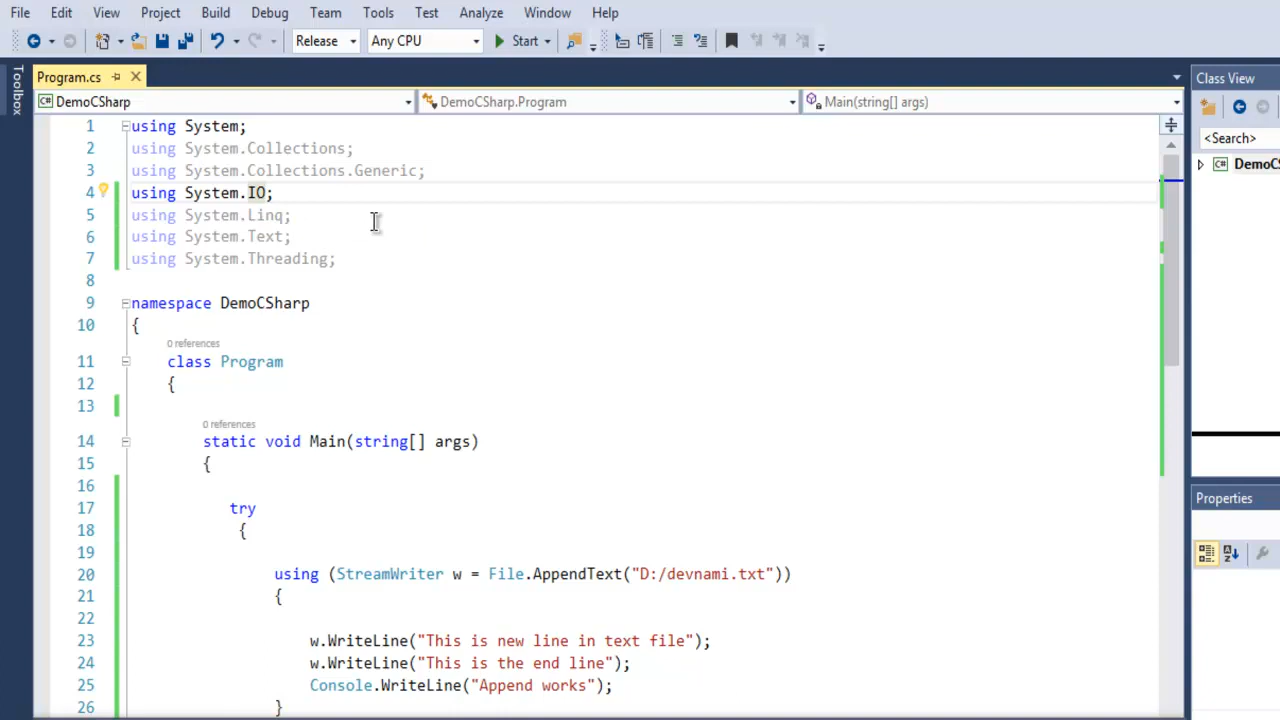 File Edit View Project Build Debug Team Tools Test Analyze Window Help
Release Any CPU Start
Toolbox
Program.cs
DemoCSharp DemoCSharp.Program Main(string[] args)
1 using System;
2 using System.Collections;
3 using System.Collections.Generic;
4 using System.IO;
5 using System.Linq;
6 using System.Text;
7 using System.Threading;
8
9 namespace DemoCSharp
10 {
0 references
11 class Program
12 {
13
0 references
14 static void Main(string[] args)
15 {
16
17 try
18 {
19
20 using (StreamWriter w = File.AppendText("D:/devnami.txt"))
21 {
22
23 w.WriteLine("This is new line in text file");
24 w.WriteLine("This is the end line");
25 Console.WriteLine("Append works");
26 }
Class View
<Search>
DemoC
Properties